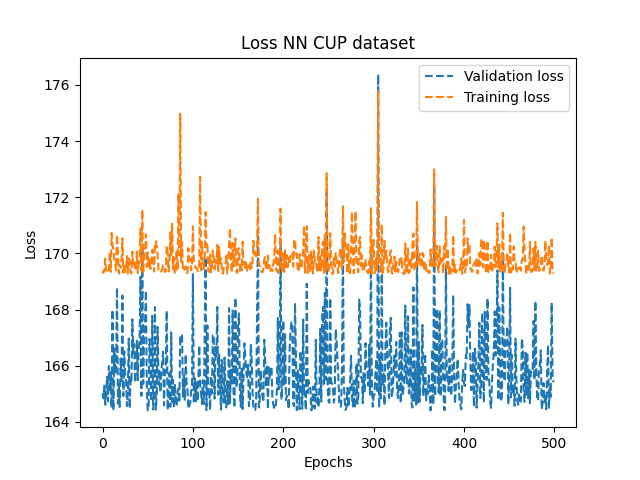 Loss NN CUP dataset
Validation loss
Training loss
176
174
172
170
168
166
164
Loss
0
100
200
300
400
500
Epochs